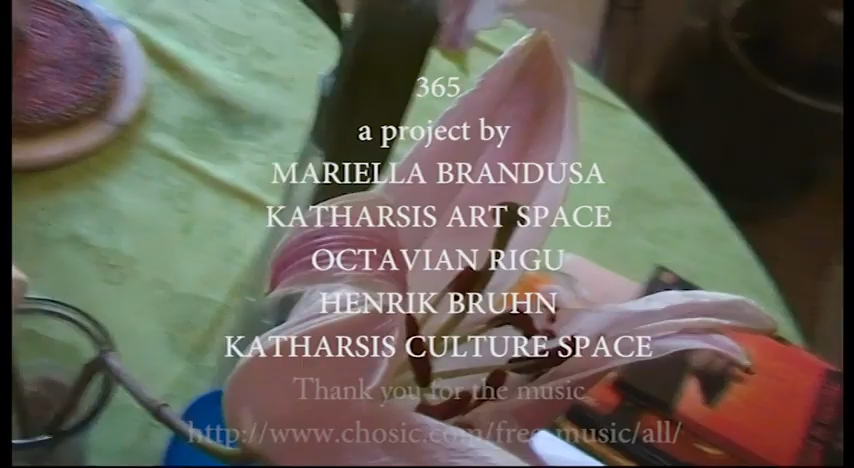 365
a project by
MARIELLA BRANDUSA
KATHARSIS ART SPACE
OCTAVIAN RIGU
HENRIK BRUHN
KATHARSIS CULTURE SPACE
Thank you for the music
http://www.chosic.com/free-music/all/